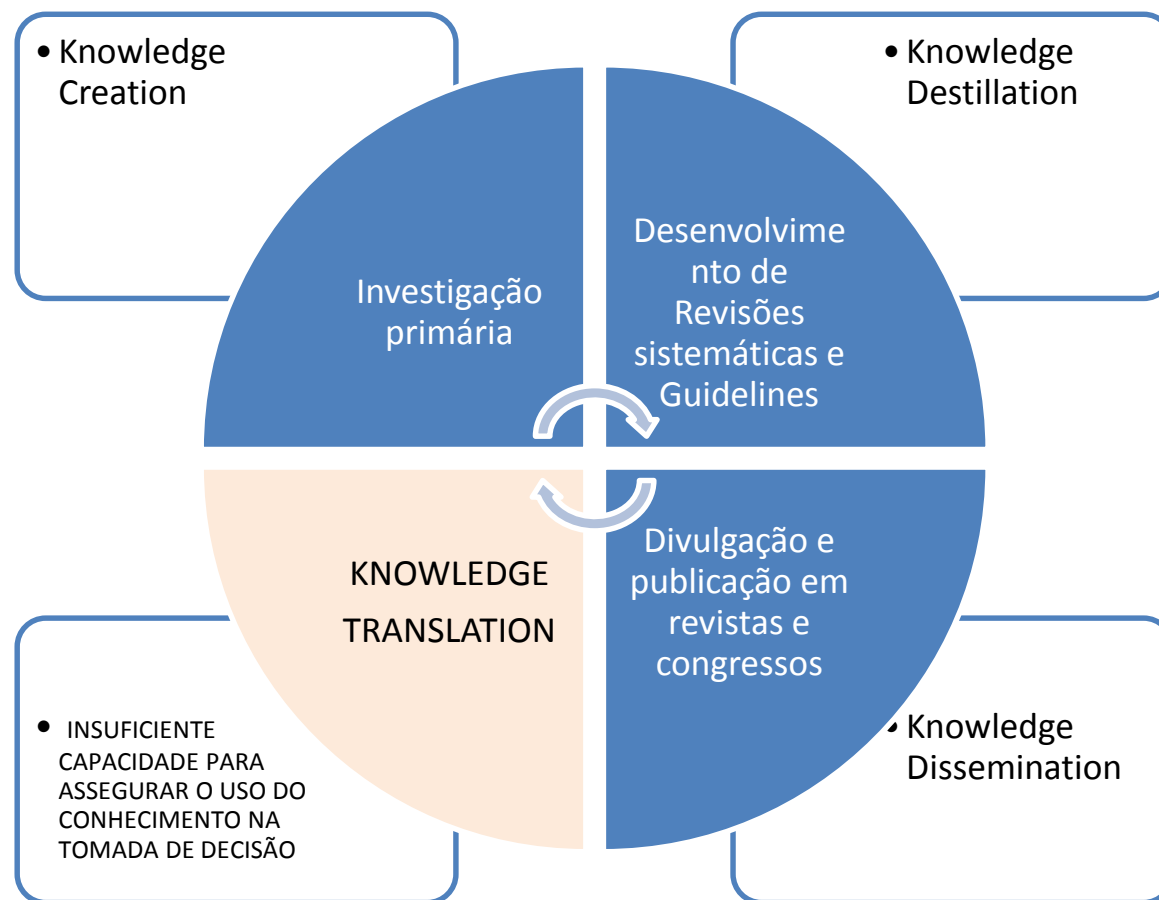 • Knowledge
Creation
• Knowledge
Destillation
Investigação
primária
Desenvolvime
nto de
Revisões
sistemáticas e
Guidelines
KNOWLEDGE
TRANSLATION
Divulgação e
publicação em
revistas e
congressos
• INSUFICIENTE
CAPACIDADE PARA
ASSEGURAR O USO DO
CONHECIMENTO NA
TOMADA DE DECISÃO
• Knowledge
Dissemination